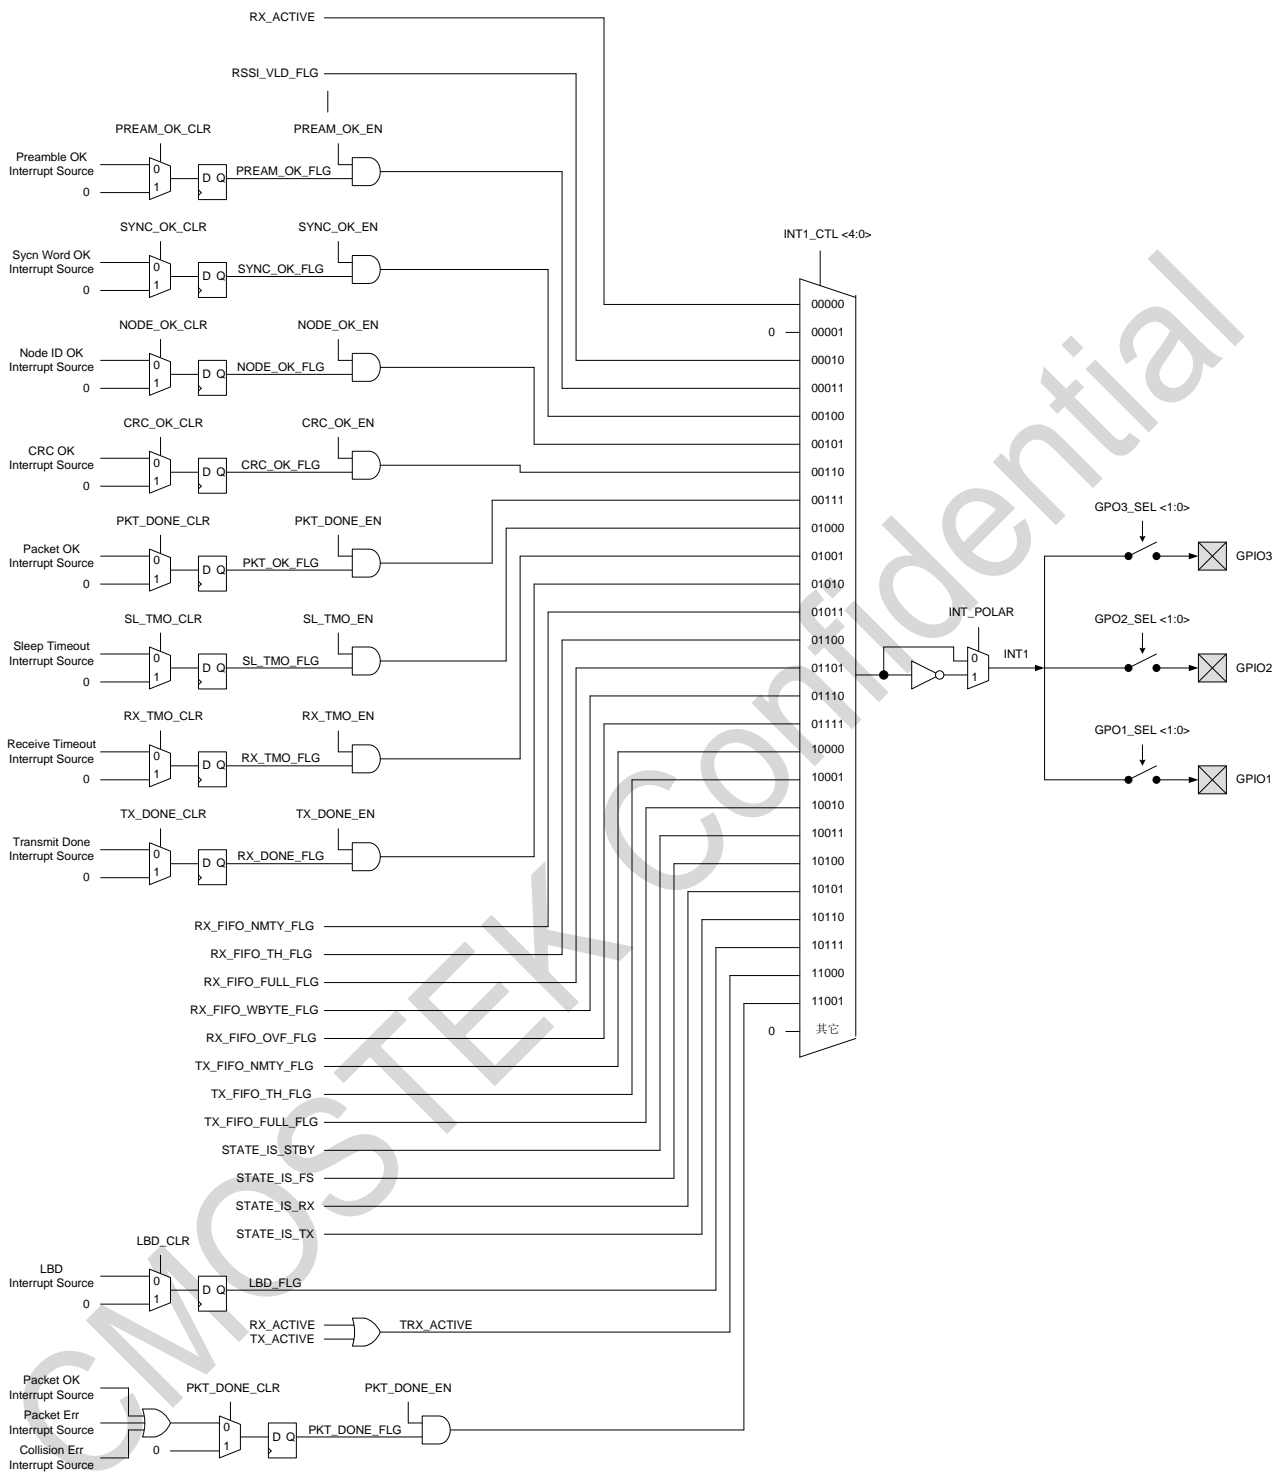 RX_ACTIVE
RSSI_VLD_FLG
PREAM_OK_CLR
PREAM_OK_EN
Preamble OK
Interrupt Source
0
0
1
D Q
PREAM_OK_FLG
SYNC_OK_CLR
SYNC_OK_EN
Sycn Word OK
Interrupt Source
0
0
1
D Q
SYNC_OK_FLG
NODE_OK_CLR
NODE_OK_EN
Node ID OK
Interrupt Source
0
0
1
D Q
NODE_OK_FLG
CRC_OK_CLR
CRC_OK_EN
CRC OK
Interrupt Source
0
0
1
D Q
CRC_OK_FLG
PKT_DONE_CLR
PKT_DONE_EN
Packet OK
Interrupt Source
0
0
1
D Q
PKT_OK_FLG
SL_TMO_CLR
SL_TMO_EN
Sleep Timeout
Interrupt Source
0
0
1
D Q
SL_TMO_FLG
RX_TMO_CLR
RX_TMO_EN
Receive Timeout
Interrupt Source
0
0
1
D Q
RX_TMO_FLG
TX_DONE_CLR
TX_DONE_EN
Transmit Done
Interrupt Source
0
0
1
D Q
RX_DONE_FLG
RX_FIFO_NMTY_FLG
RX_FIFO_TH_FLG
RX_FIFO_FULL_FLG
RX_FIFO_WBYTE_FLG
RX_FIFO_OVF_FLG
TX_FIFO_NMTY_FLG
TX_FIFO_TH_FLG
TX_FIFO_FULL_FLG
STATE_IS_STBY
STATE_IS_FS
STATE_IS_RX
STATE_IS_TX
LBD_CLR
LBD
Interrupt Source
0
0
1
D Q
LBD_FLG
RX_ACTIVE
TX_ACTIVE
TRX_ACTIVE
Packet OK
Interrupt Source
Packet Err
Interrupt Source
Collision Err
Interrupt Source
PKT_DONE_CLR
PKT_DONE_EN
0
0
1
D Q
PKT_DONE_FLG
INT1_CTL <4:0>
00000
0
00001
00010
00011
00100
00101
00110
00111
01000
01001
01010
01011
01100
01101
01110
01111
10000
10001
10010
10011
10100
10101
10110
10111
11000
11001
0
其它
INT_POLAR
0
1
INT1
GPO3_SEL <1:0>
GPIO3
GPO2_SEL <1:0>
GPIO2
GPO1_SEL <1:0>
GPIO1
CMOSTEK Confidential